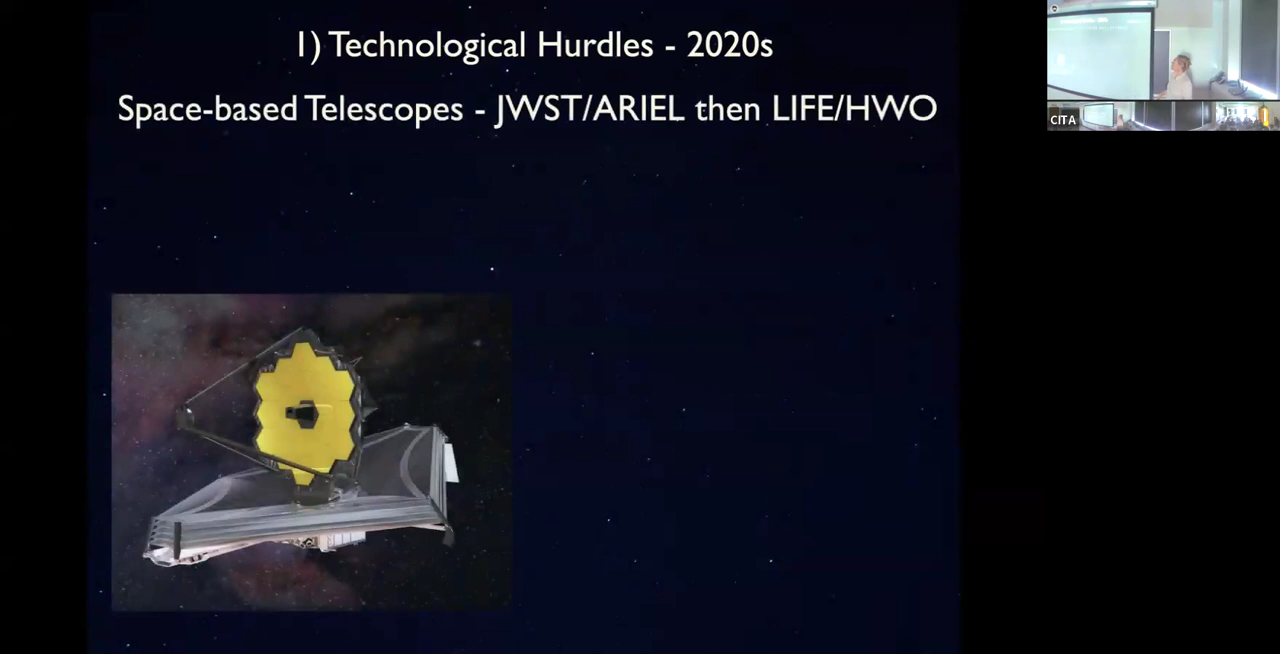 1) Technological Hurdles - 2020s
Space-based Telescopes - JWST/ARIEL then LIFE/HWO
CITA